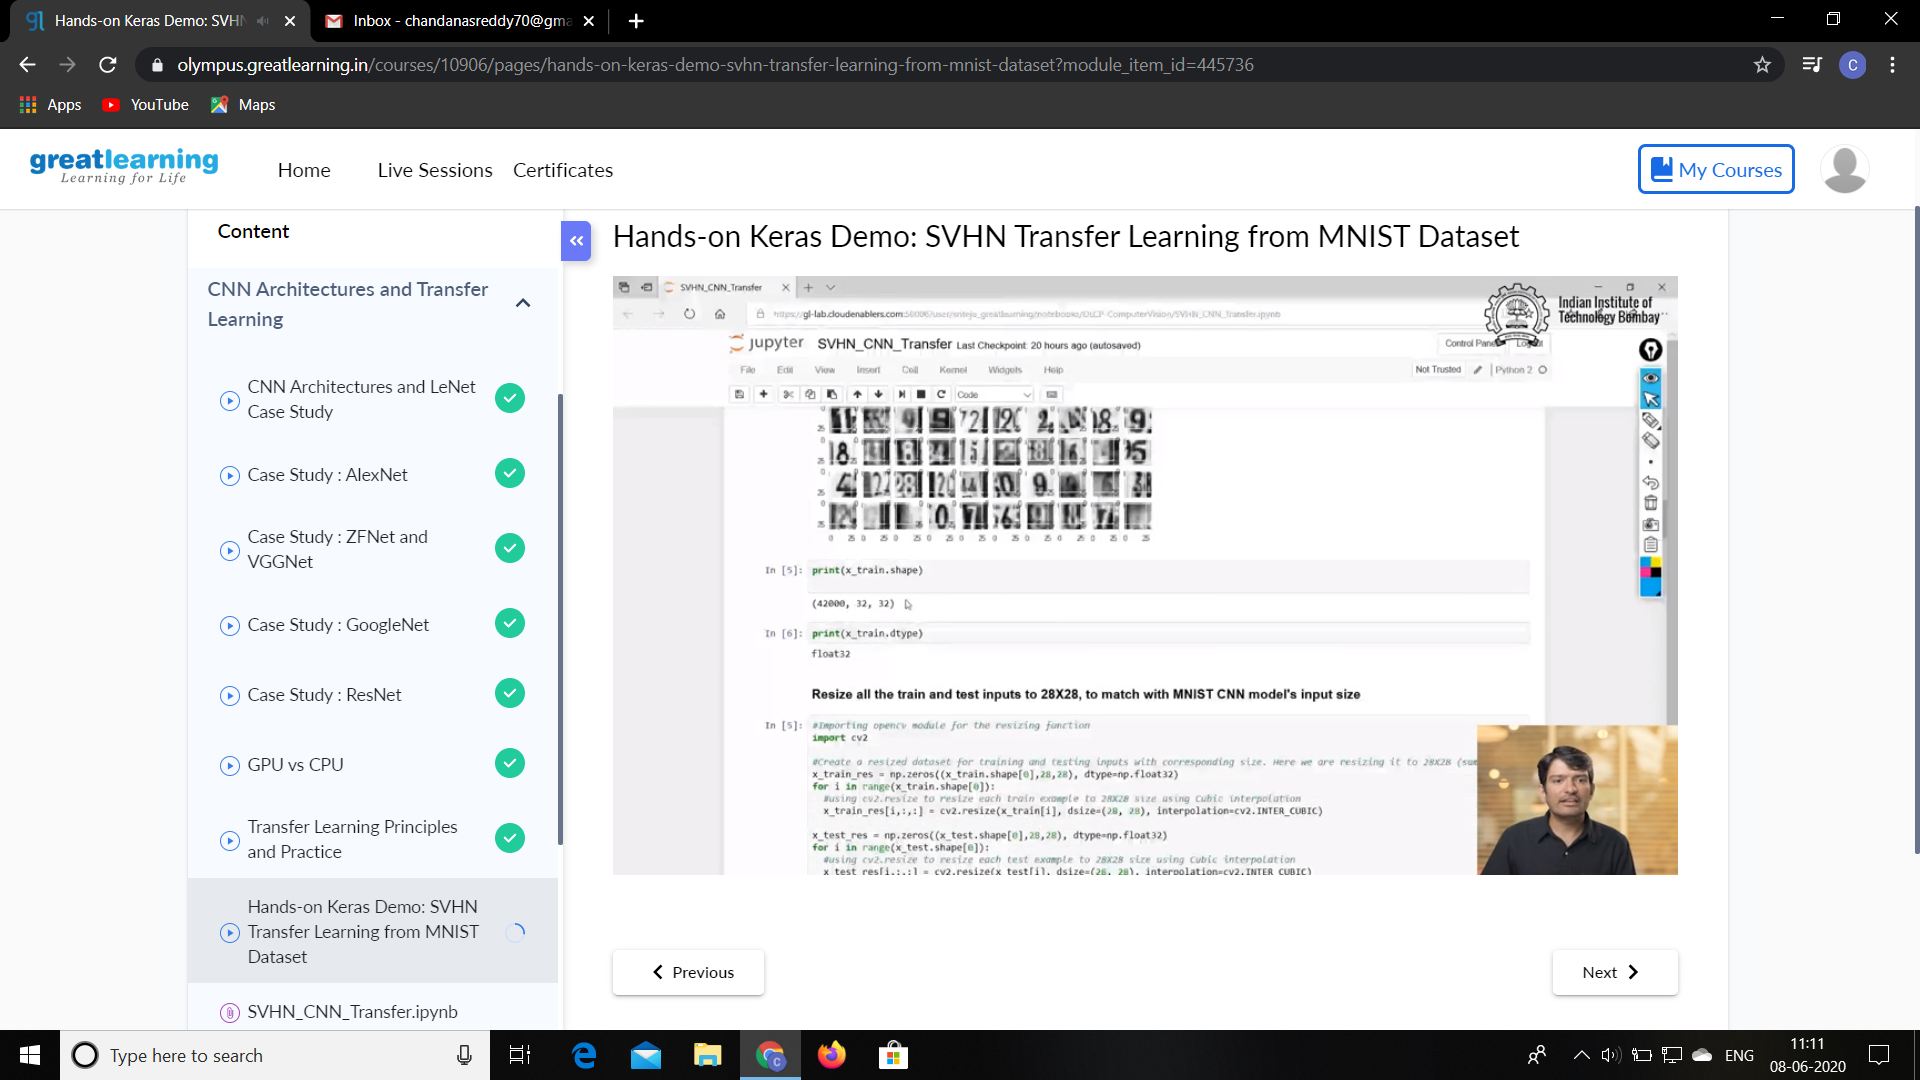 Hands-on Keras Demo: SVHN
Inbox - chandanasreddy70@gma
olympus.greatlearning.in/courses/10906/pages/hands-on-keras-demo-svhn-transfer-learning-from-mnist-dataset?module_item_id=445736
C
Apps
YouTube
Maps
greatlearning
Learning for Life
Home
Live Sessions
Certificates
My Courses
Content
CNN Architectures and Transfer
Learning
CNN Architectures and LeNet
Case Study
Case Study : AlexNet
Case Study : ZFNet and
VGGNet
Case Study : GoogleNet
Case Study : ResNet
GPU vs CPU
Transfer Learning Principles
and Practice
Hands-on Keras Demo: SVHN
Transfer Learning from MNIST
Dataset
SVHN_CNN_Transfer.ipynb
Hands-on Keras Demo: SVHN Transfer Learning from MNIST Dataset
SVHN_CNN_Transfer
Indian Institute of
Technology Bombay
jupyter SVHN_CNN_Transfer Last Checkpoint: 20 hours ago (autosaved)
Control Panel
File Edit View Insert Cell Kernel Widgets Help
Not Trusted
Python 2
Code
In [5]: print(x_train.shape)
(42000, 32, 32)
In [6]: print(x_train.dtype)
float32
Resize all the train and test inputs to 28X28, to match with MNIST CNN model's input size
In [5]: #Importing opencv module for the resizing function
import cv2
#Create a resized dataset for training and testing inputs with corresponding size. Here we are resizing it to 28X28
x_train_res = np.zeros((x_train.shape[0],28,28), dtype=np.float32)
for i in range(x_train.shape[0]):
#using cv2.resize to resize each train example to 28X28 size using Cubic interpolation
x_train_res[i,:,:] = cv2.resize(x_train[i], dsize=(28, 28), interpolation=cv2.INTER_CUBIC)
x_test_res = np.zeros((x_test.shape[0],28,28), dtype=np.float32)
for i in range(x_test.shape[0]):
#using cv2.resize to resize each test example to 28X28 size using Cubic interpolation
x_test_res[i,:,:] = cv2.resize(x_test[i], dsize=(28, 28), interpolation=cv2.INTER_CUBIC)
Previous
Next
Type here to search
ENG
11:11
08-06-2020